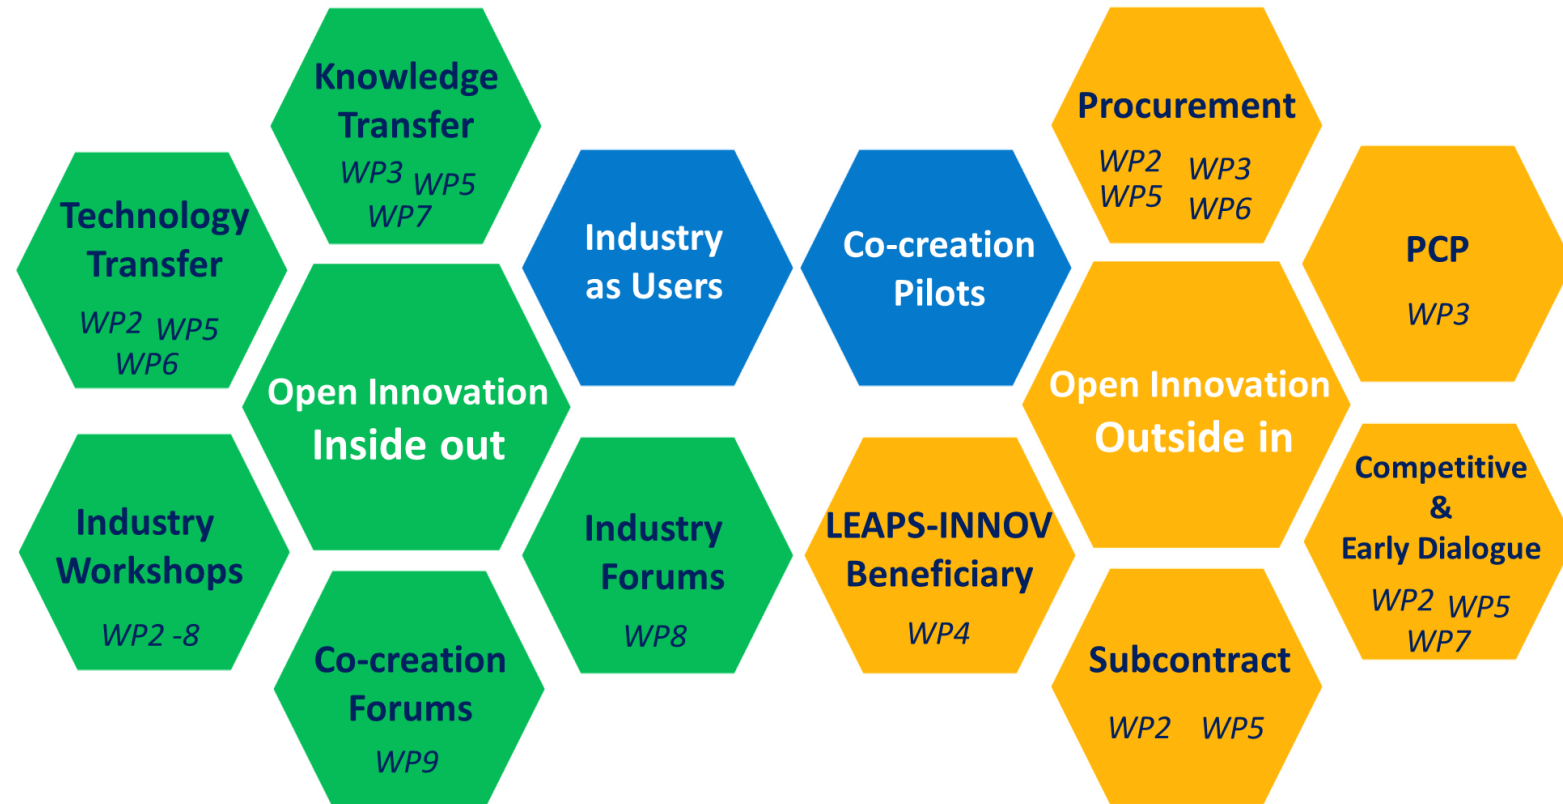 Knowledge
Transfer
WP3 WP5
WP7
Technology
Transfer
WP2 WP5
WP6
Industry
as Users
Open Innovation
Inside out
Industry
Workshops
WP2 -8
Industry
Forums
WP8
Co-creation
Forums
WP9
Co-creation
Pilots
Procurement
WP2 WP3
WP5 WP6
PCP
WP3
Open Innovation
Outside in
LEAPS-INNOV
Beneficiary
WP4
Competitive
&
Early Dialogue
WP2 WP5
WP7
Subcontract
WP2 WP5